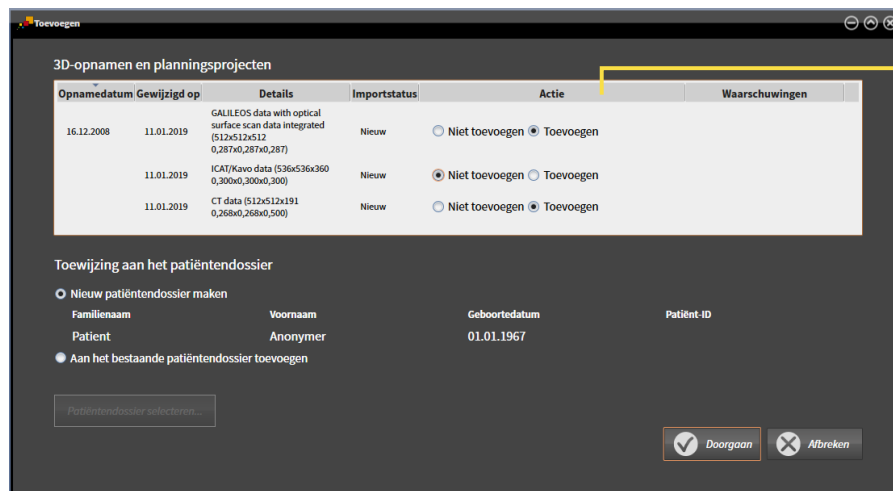 Toevoegen
3D-opnamen en planningsprojecten
Opnamedatum Gewijzigd op Details Importstatus Actie Waarschuwingen
16.12.2008 11.01.2019 GALILEOS data with optical surface scan data integrated (512x512x512 0,287x0,287x0,287) Nieuw Niet toevoegen Toevoegen
11.01.2019 ICAT/Kavo data (536x536x360 0,300x0,300x0,300) Nieuw Niet toevoegen Toevoegen
11.01.2019 CT data (512x512x191 0,268x0,268x0,500) Nieuw Niet toevoegen Toevoegen
Toewijzing aan het patiëntendossier
Nieuw patiëntendossier maken
Familienaam Voornaam Geboortedatum Patiënt-ID
Patient Anonymer 01.01.1967
Aan het bestaande patiëntendossier toevoegen
Patiëntendossier selecteren...
Doorgaan Afbreken